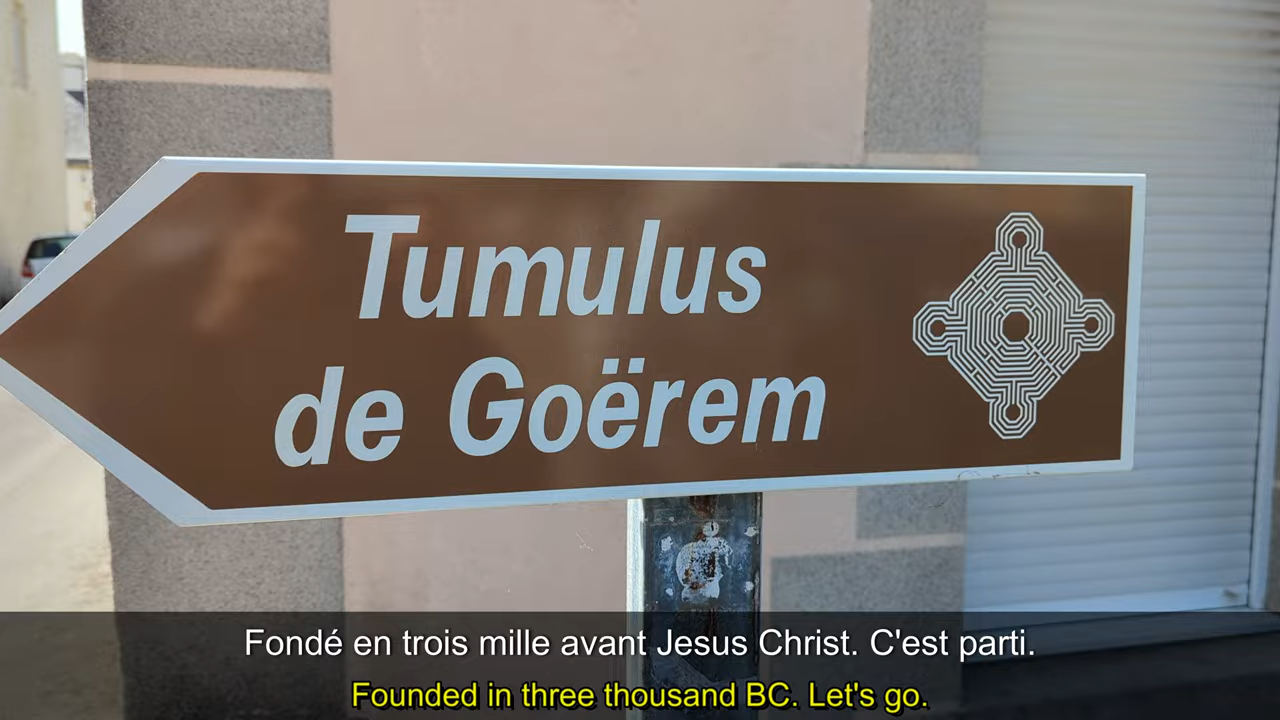 Tumulus
de Goërem
Fondé en trois mille avant Jesus Christ. C'est parti.
Founded in three thousand BC. Let's go.